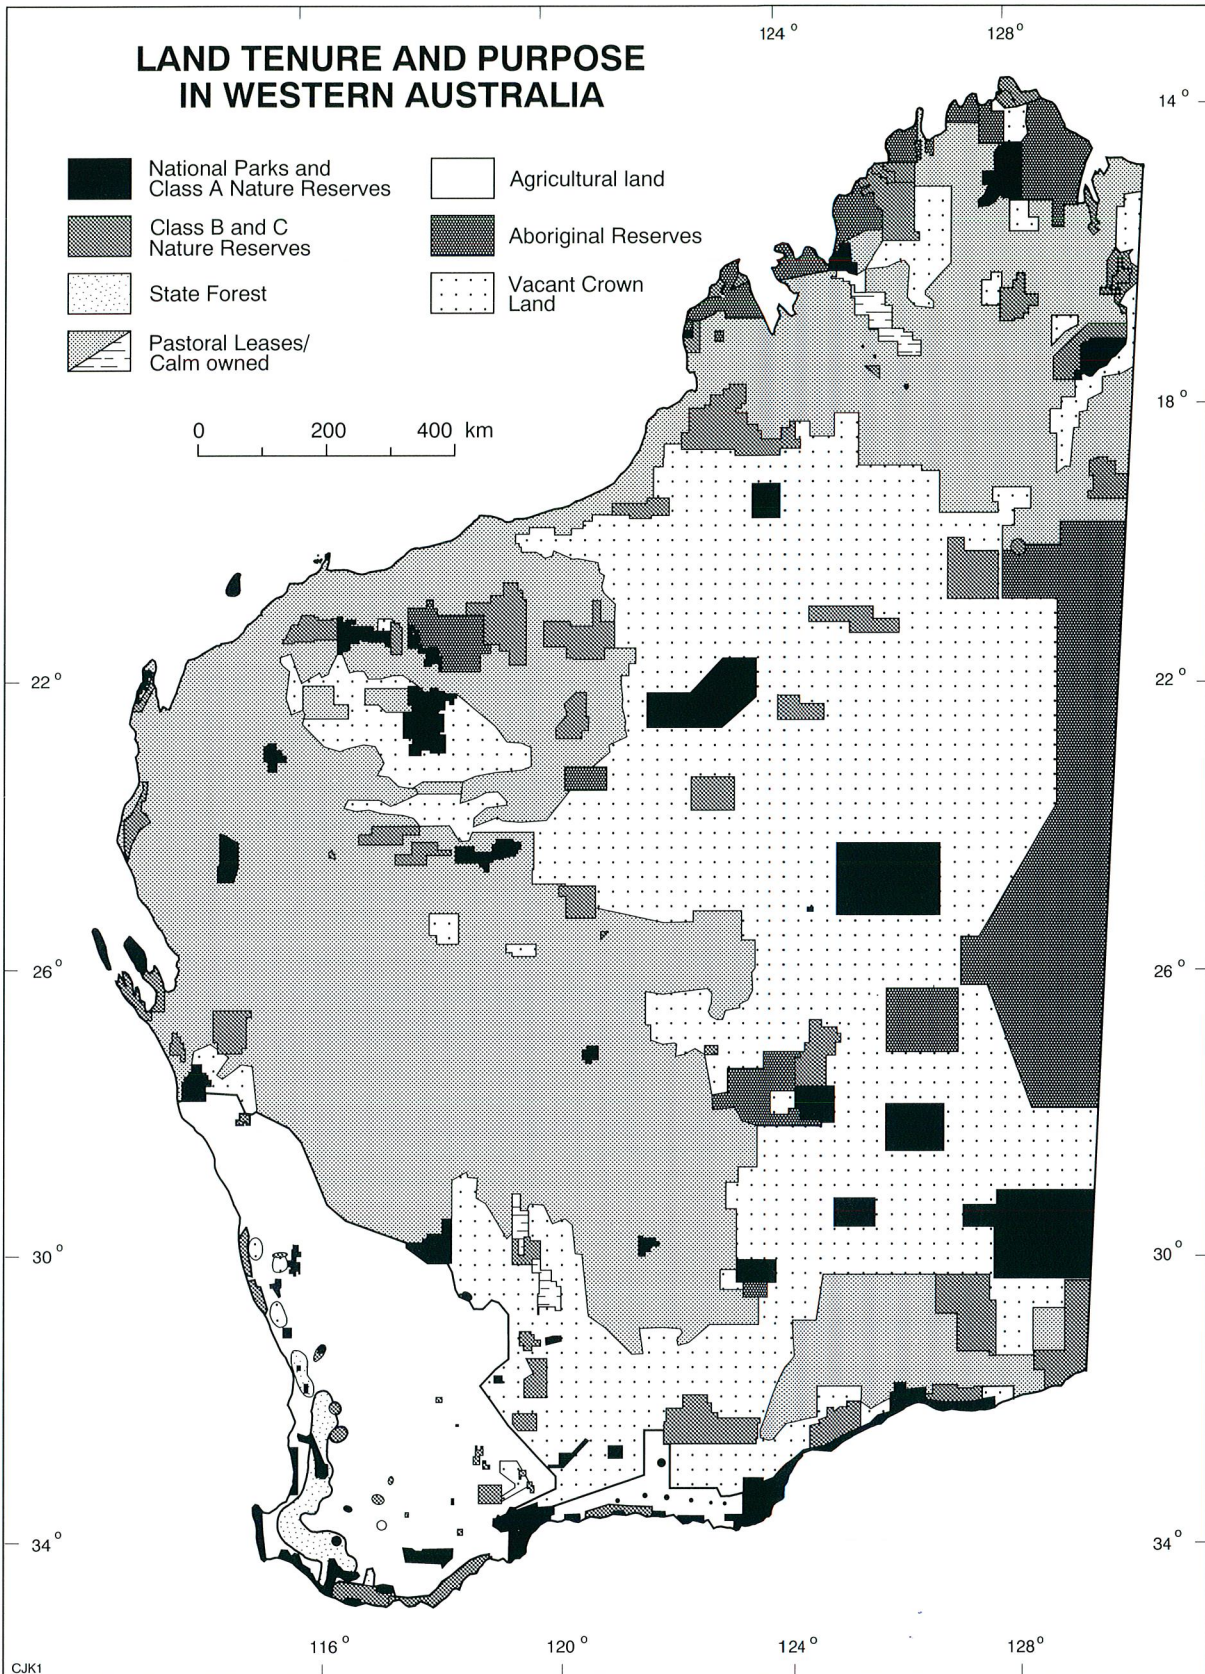 LAND TENURE AND PURPOSE
IN WESTERN AUSTRALIA
National Parks and
Class A Nature Reserves
Class B and C
Nature Reserves
State Forest
Pastoral Leases/
Calm owned
Agricultural land
Aboriginal Reserves
Vacant Crown
Land
0 200 400 km
124° 128°
14°
18°
22° 22°
26° 26°
30° 30°
34° 34°
116° 120° 124° 128°
CJK1